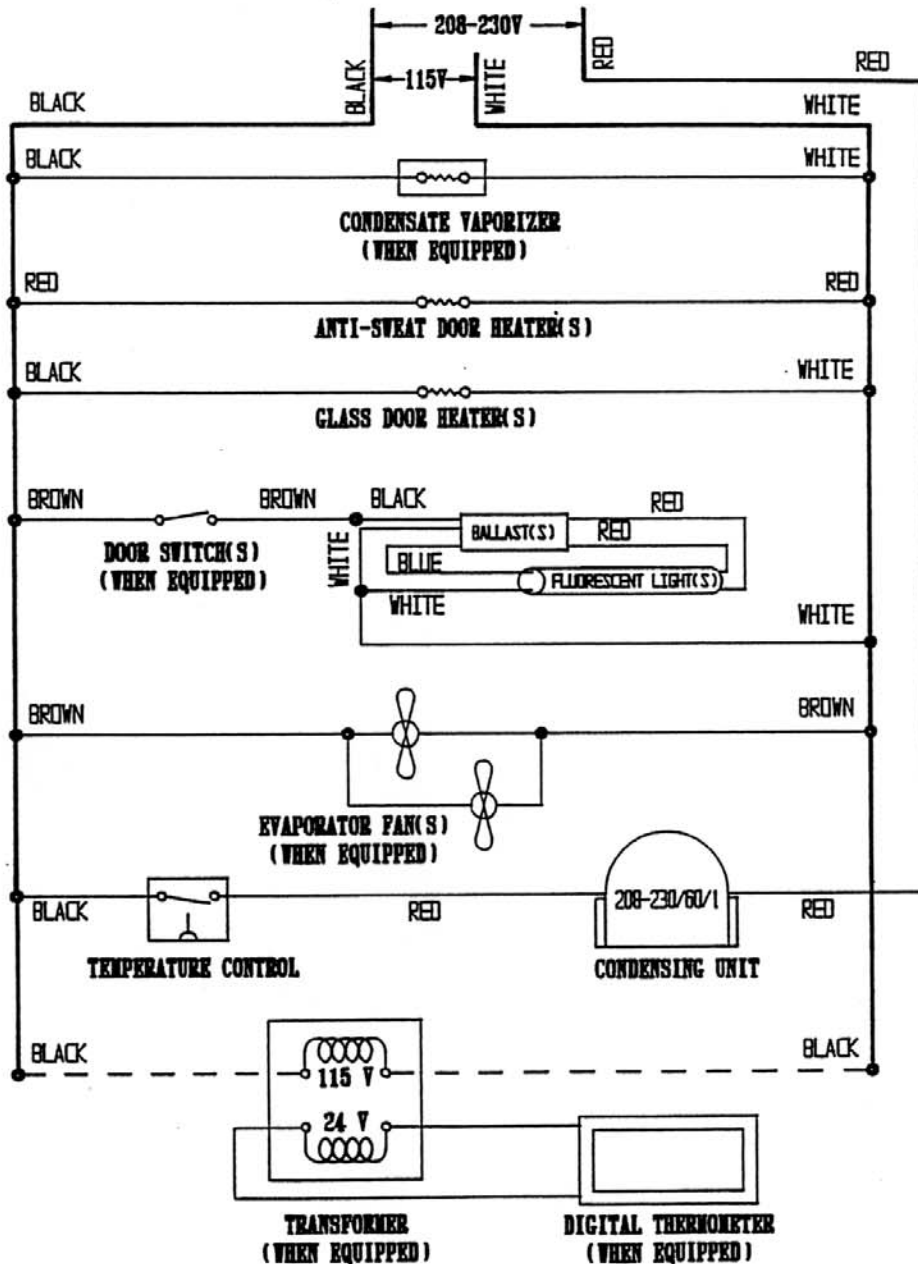 208-230V
BLACK
115V
WHITE
RED
RED
BLACK
WHITE
BLACK
WHITE
CONDENSATE VAPORIZER
(WHEN EQUIPPED)
RED
RED
ANTI-SWEAT DOOR HEATER(S)
BLACK
WHITE
GLASS DOOR HEATER(S)
BROWN
BROWN
BLACK
RED
BALLAST(S)
RED
DOOR SWITCH(S)
(WHEN EQUIPPED)
WHITE
BLUE
FLUORESCENT LIGHT(S)
WHITE
WHITE
BROWN
BROWN
EVAPORATOR FAN(S)
(WHEN EQUIPPED)
BLACK
RED
208-230/60/1
RED
TEMPERATURE CONTROL
CONDENSING UNIT
BLACK
BLACK
115 V
24 V
TRANSFORMER
(WHEN EQUIPPED)
DIGITAL THERMOMETER
(WHEN EQUIPPED)